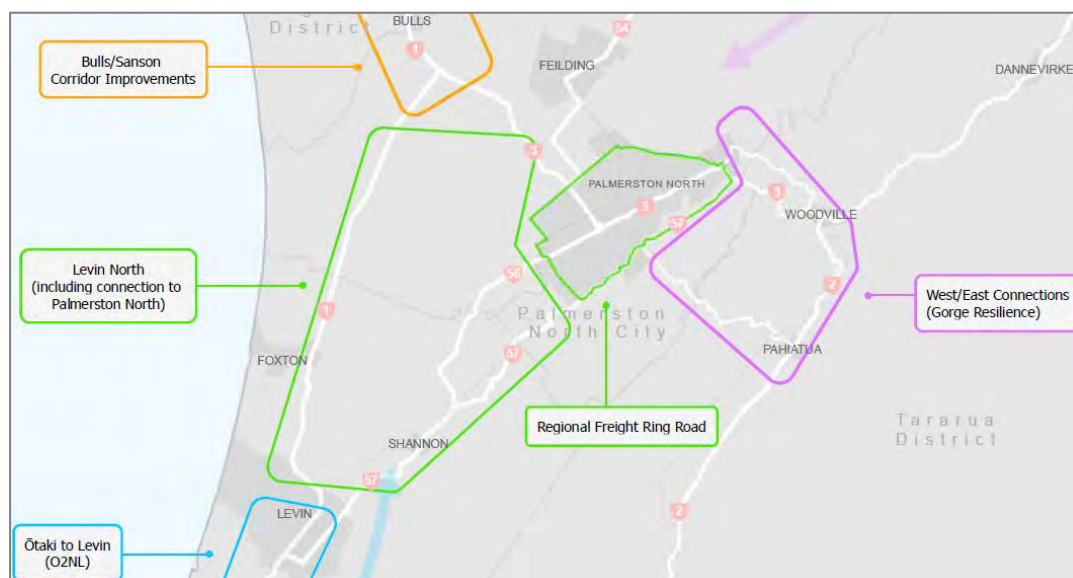 District
BULLS
54
Bulls/Sanson
Corridor Improvements
1
FEILDING
DANNEVIRKE
3
PALMERSTON NORTH
3
3
WOODVILLE
57
Levin North
(including connection to
Palmerston North)
56
2
West/East Connections
(Gorge Resilience)
1
Palmerston
North City
57
FOXTON
PAHIATUA
Regional Freight Ring Road
Tararua
District
SHANNON
57
LEVIN
2
Ōtaki to Levin
(O2NL)